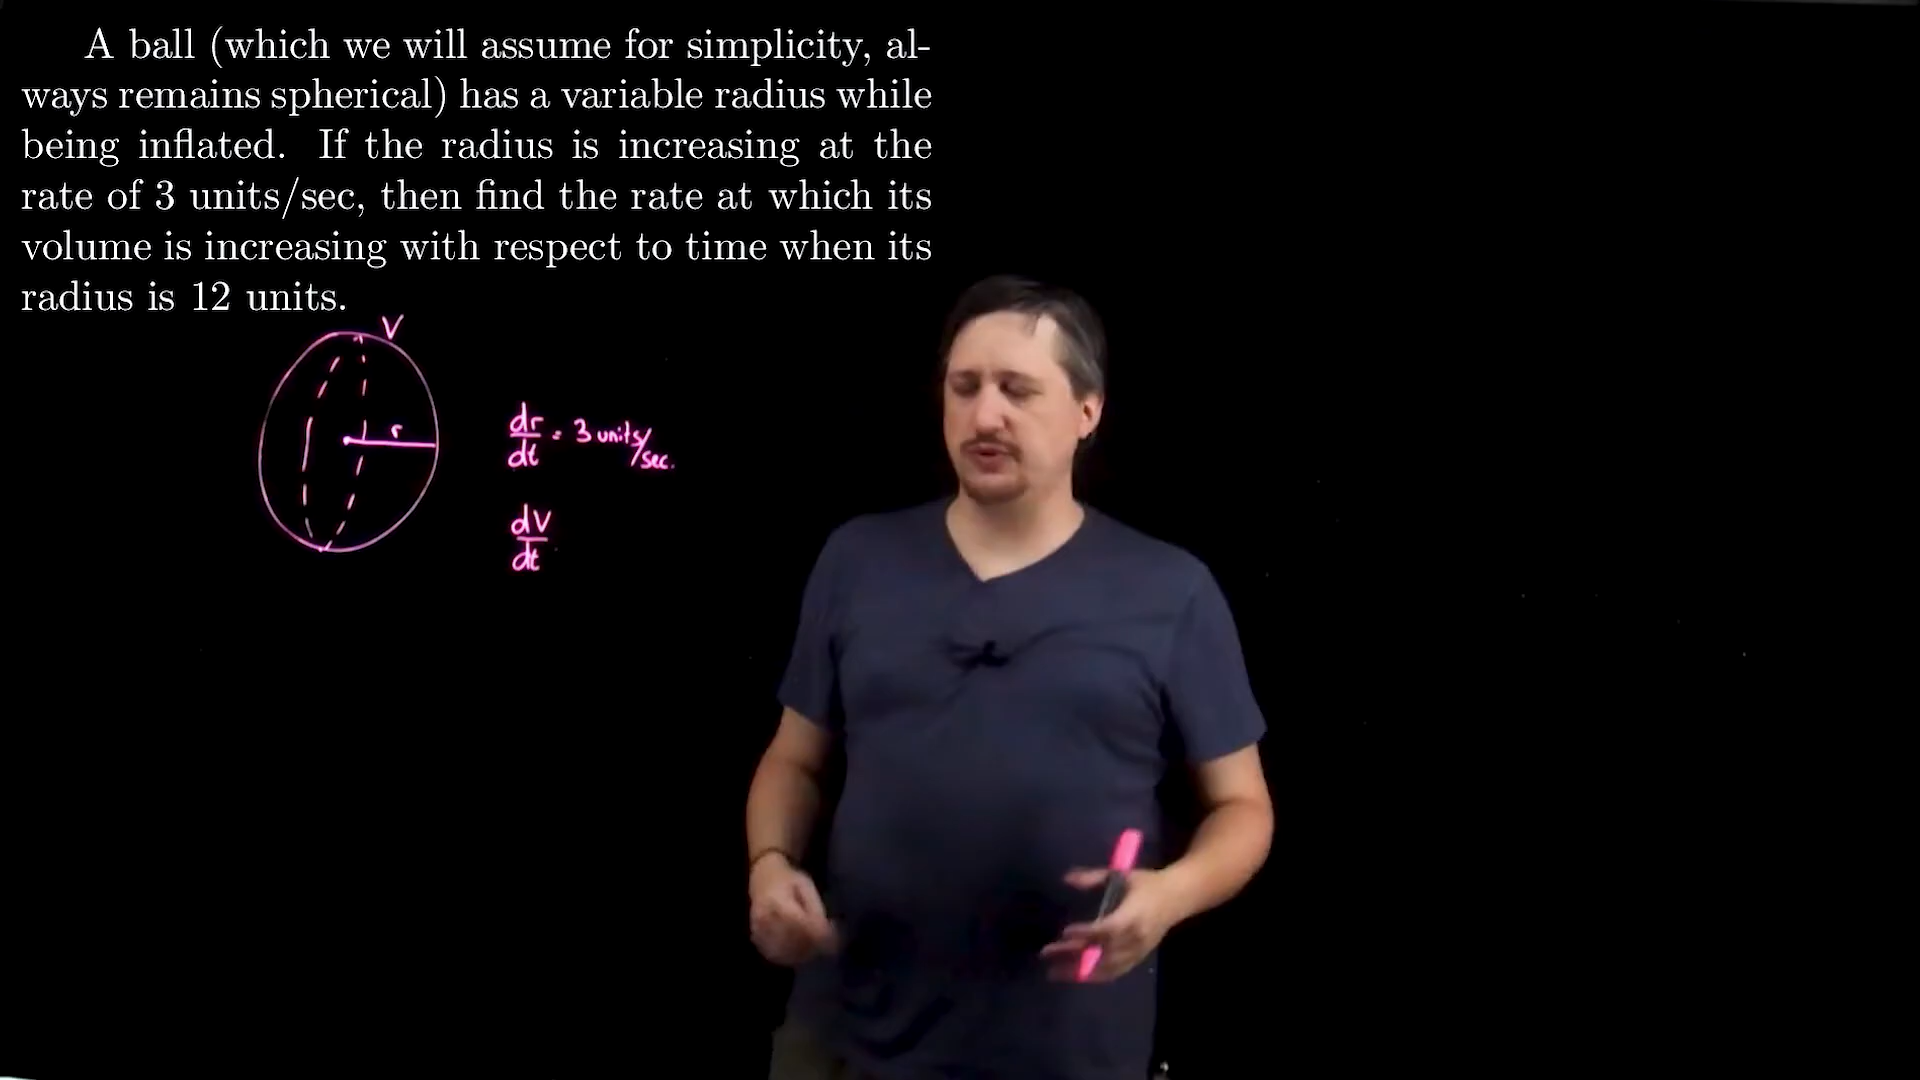 A ball (which we will assume for simplicity, al-
ways remains spherical) has a variable radius while
being inflated. If the radius is increasing at the
rate of 3 units/sec, then find the rate at which its
volume is increasing with respect to time when its
radius is 12 units.
V
r
dr/dt = 3 units/sec.
dV/dt